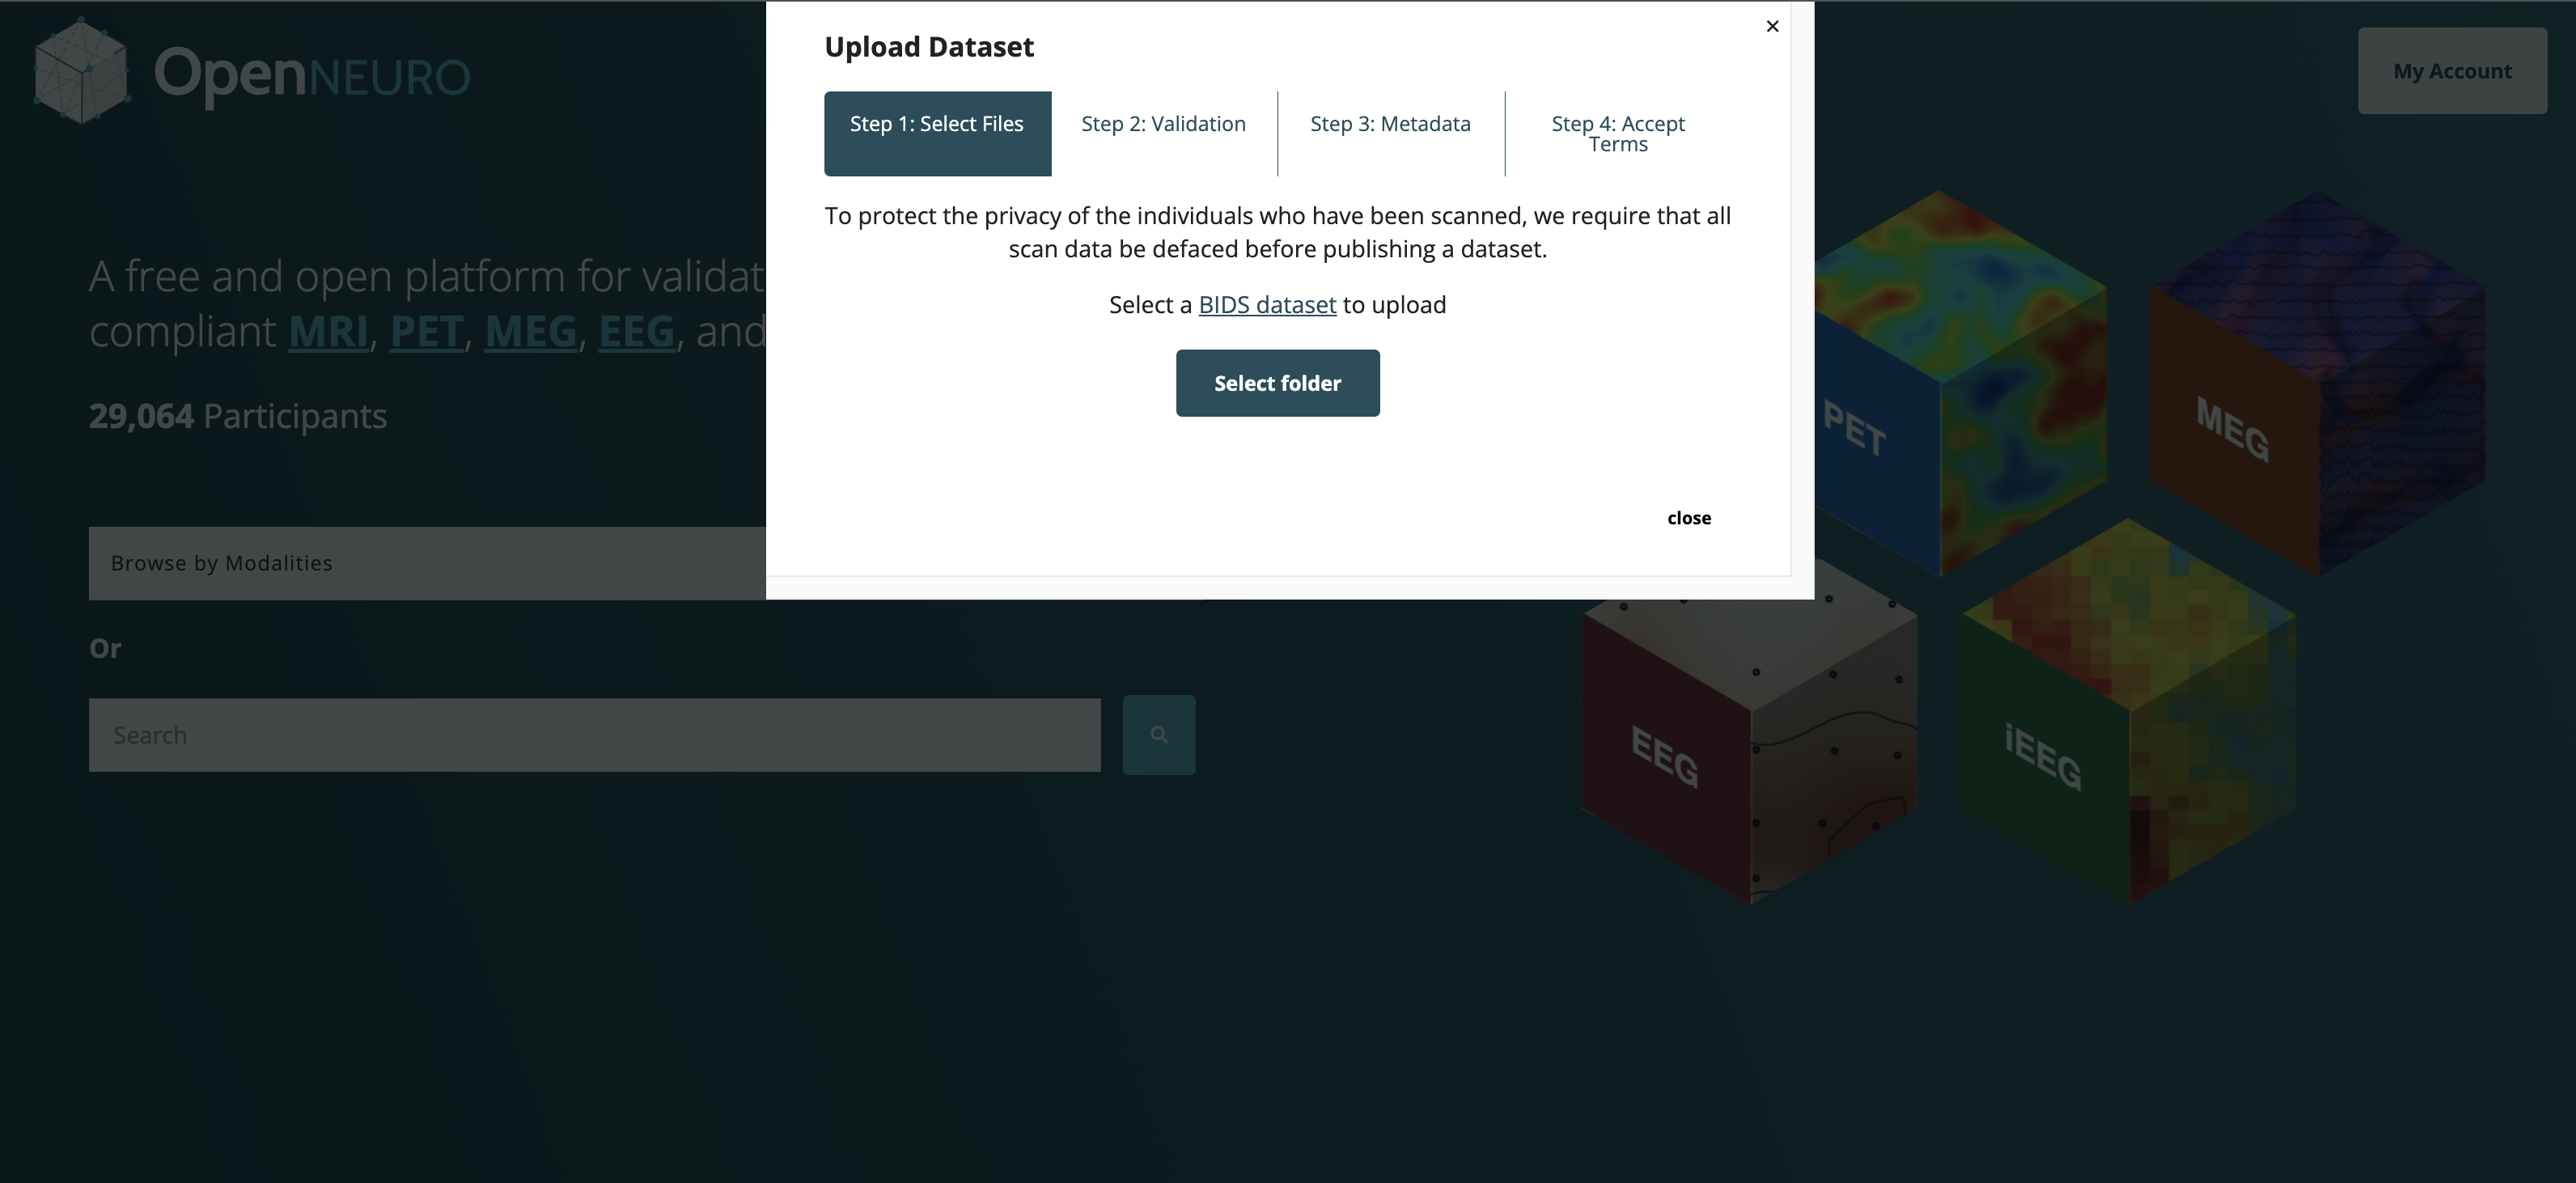 OpenNEURO
My Account
Upload Dataset
×
Step 1: Select Files
Step 2: Validation
Step 3: Metadata
Step 4: Accept
Terms
To protect the privacy of the individuals who have been scanned, we require that all
scan data be defaced before publishing a dataset.
Select a BIDS dataset to upload
Select folder
close
A free and open platform for validat
compliant MRI, PET, MEG, EEG, and
29,064 Participants
Browse by Modalities
Or
Search
PET
MEG
EEG
iEEG